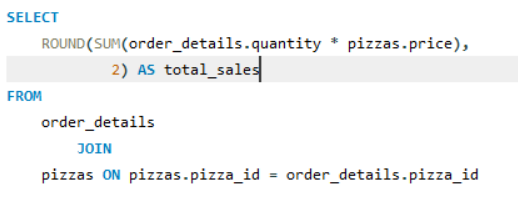 SELECT
ROUND(SUM(order_details.quantity * pizzas.price),
2) AS total_sales
FROM
order_details
JOIN
pizzas ON pizzas.pizza_id = order_details.pizza_id